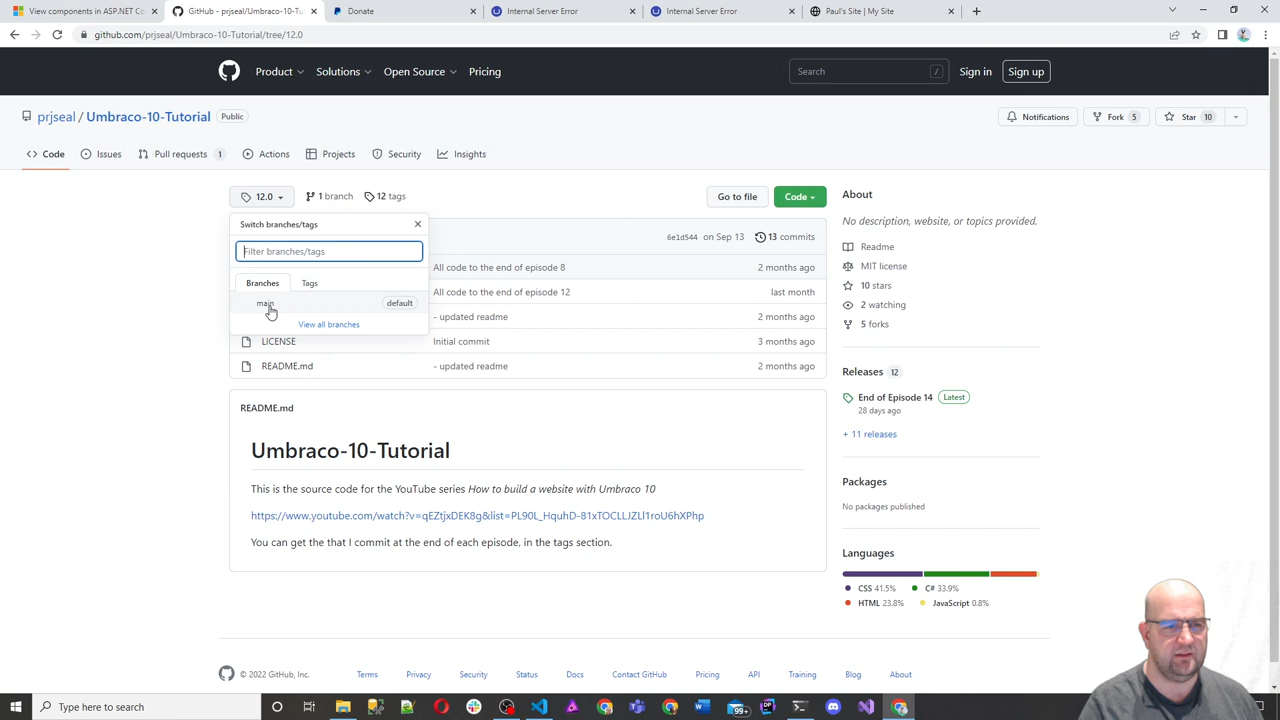 View components in ASP.NET Co
GitHub - prjseal/Umbraco-10-Tu
Donate
Internal Server Error
Internal Server Error
Paul's Site | My Site
github.com/prjseal/Umbraco-10-Tutorial/tree/12.0
Product
Solutions
Open Source
Pricing
Search
/
Sign in
Sign up
prjseal / Umbraco-10-Tutorial
Public
Notifications
Fork 5
Star 10
Code
Issues
Pull requests 1
Actions
Projects
Security
Insights
12.0
1 branch
12 tags
Go to file
Code
About
Switch branches/tags
No description, website, or topics provided.
6e1d544 on Sep 13
13 commits
Filter branches/tags
Readme
All code to the end of episode 8
2 months ago
MIT license
Branches
Tags
10 stars
All code to the end of episode 12
last month
main
default
2 watching
- updated readme
2 months ago
View all branches
5 forks
LICENSE
Initial commit
3 months ago
README.md
- updated readme
2 months ago
Releases 12
End of Episode 14
Latest
28 days ago
README.md
+ 11 releases
Umbraco-10-Tutorial
Packages
This is the source code for the YouTube series How to build a website with Umbraco 10
No packages published
https://www.youtube.com/watch?v=qEZtjxDEK8g&list=PL90L_HquhD-81xTOCLLJZLl1roU6hXPhp
You can get the that I commit at the end of each episode, in the tags section.
Languages
CSS 41.5%
C# 33.9%
HTML 23.8%
JavaScript 0.8%
© 2022 GitHub, Inc.
Terms
Privacy
Security
Status
Docs
Contact GitHub
Pricing
API
Training
Blog
About
Type here to search
99+
DP